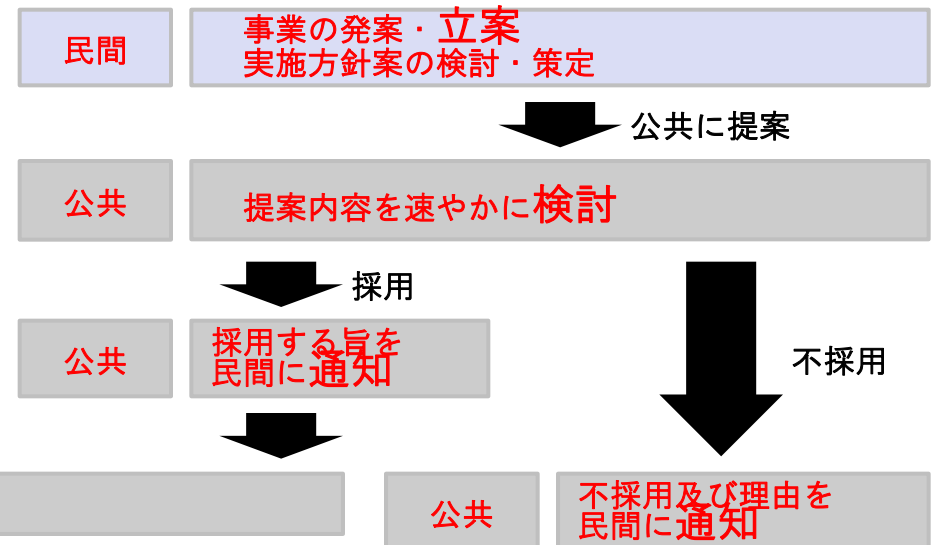 民間
事業の発案・立案
実施方針案の検討・策定
公共に提案
公共
提案内容を速やかに検討
採用
公共
採用する旨を
民間に通知
不採用
公共
不採用及び理由を
民間に通知